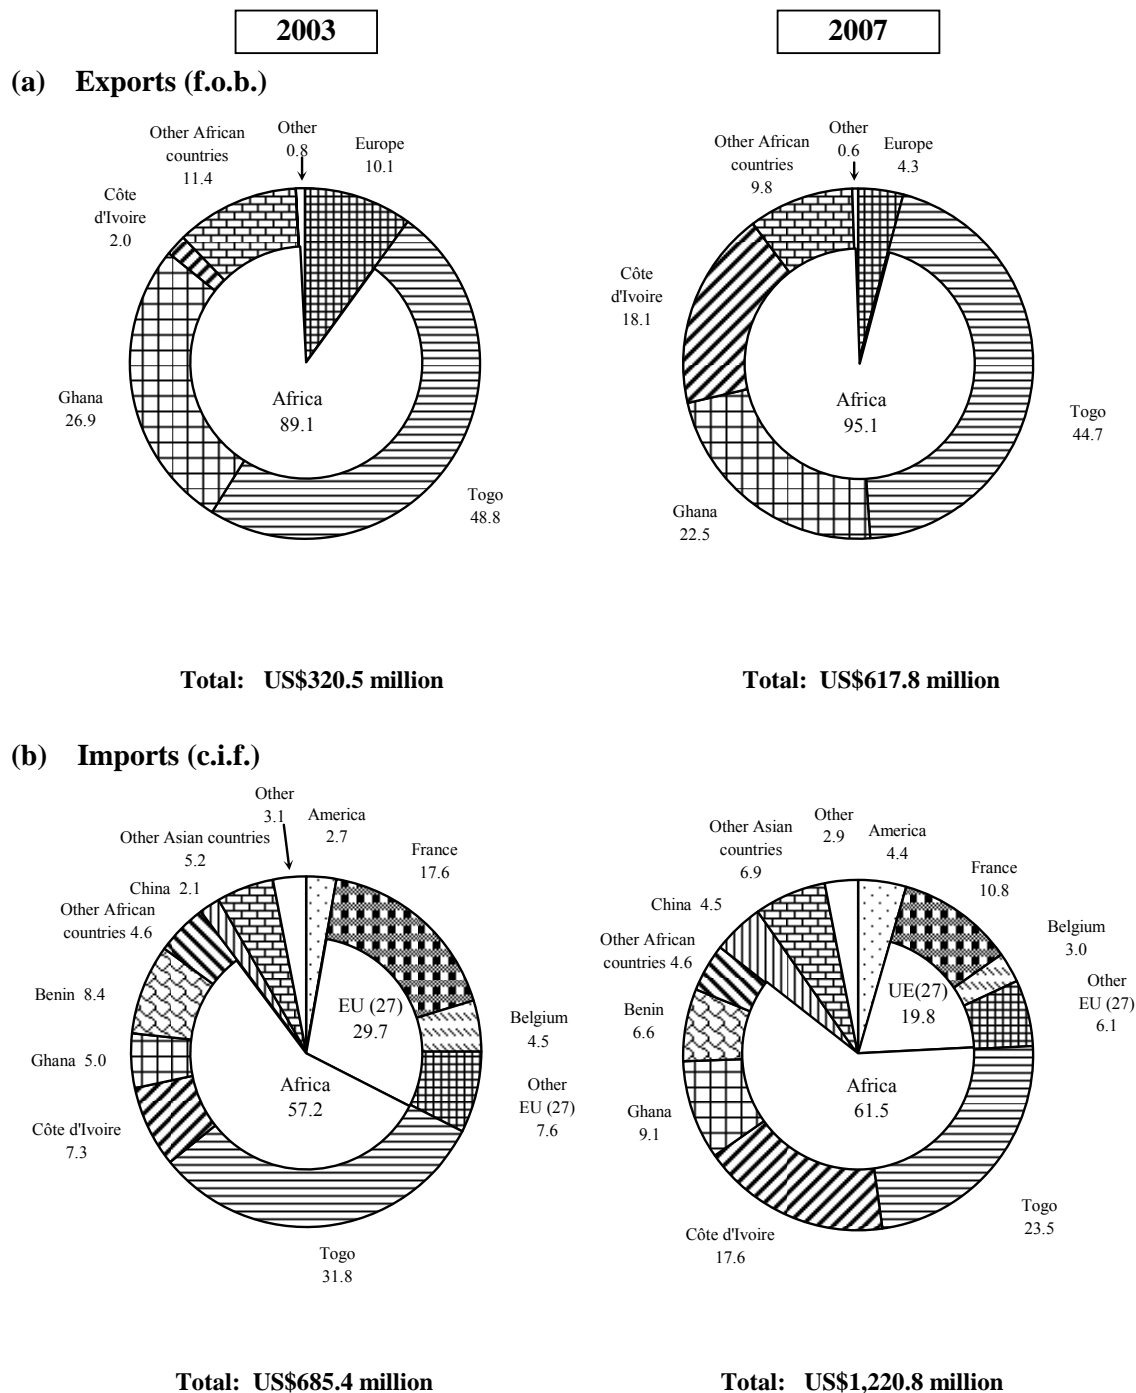 2003
2007
(a) Exports (f.o.b.)
Other African
countries
11.4
Other
0.8
Europe
10.1
Côte
d'Ivoire
2.0
Ghana
26.9
Africa
89.1
Togo
48.8
Other African
countries
9.8
Other
0.6
Europe
4.3
Côte
d'Ivoire
18.1
Africa
95.1
Togo
44.7
Ghana
22.5
Total: US$320.5 million
Total: US$617.8 million
(b) Imports (c.i.f.)
Other
3.1
America
2.7
Other Asian countries
5.2
France
17.6
China 2.1
Other African
countries 4.6
Benin 8.4
EU (27)
29.7
Belgium
4.5
Ghana 5.0
Africa
57.2
Other
EU (27)
7.6
Côte d'Ivoire
7.3
Togo
31.8
Other Asian
countries
6.9
Other
2.9
America
4.4
France
10.8
China 4.5
Belgium
3.0
Other African
countries 4.6
Other
EU (27)
6.1
UE(27)
19.8
Benin
6.6
Africa
61.5
Ghana
9.1
Togo
23.5
Côte d'Ivoire
17.6
Total: US$685.4 million
Total: US$1,220.8 million